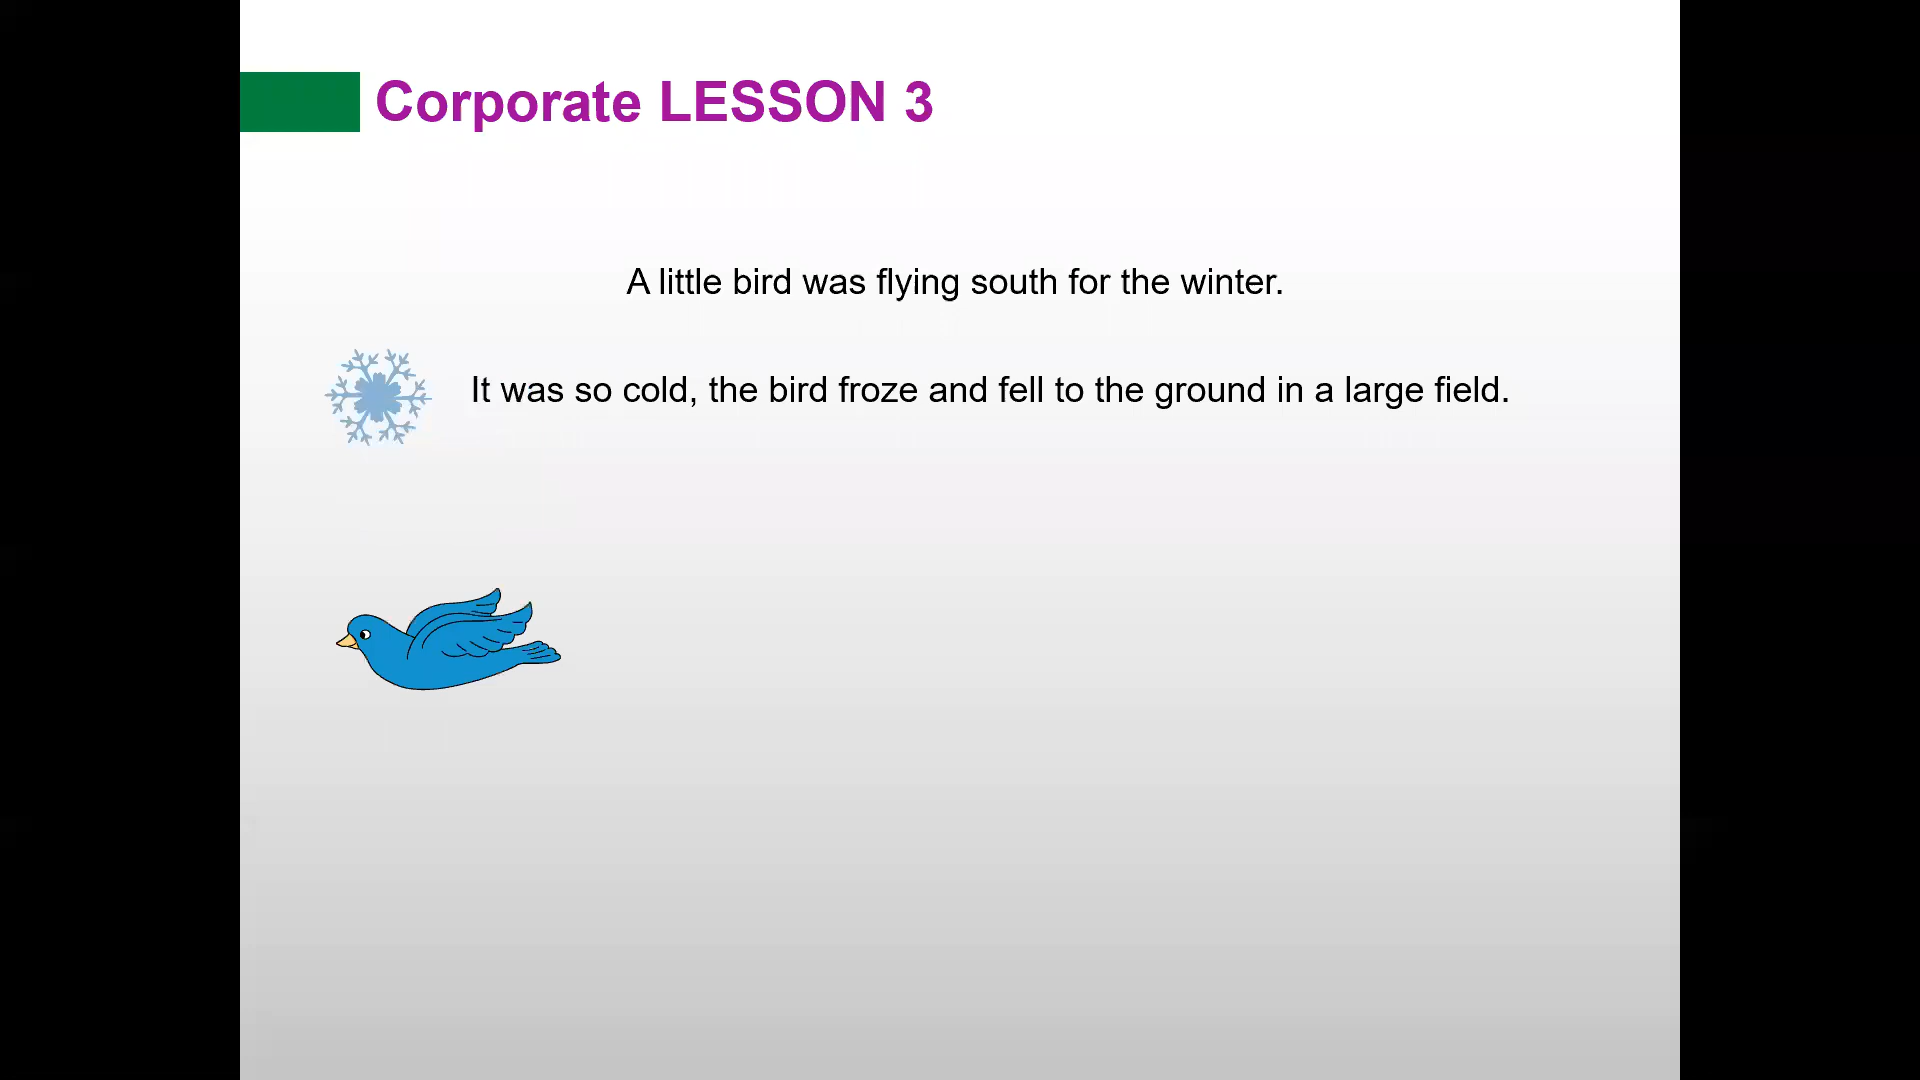 Corporate LESSON 3
A little bird was flying south for the winter.
It was so cold, the bird froze and fell to the ground in a large field.